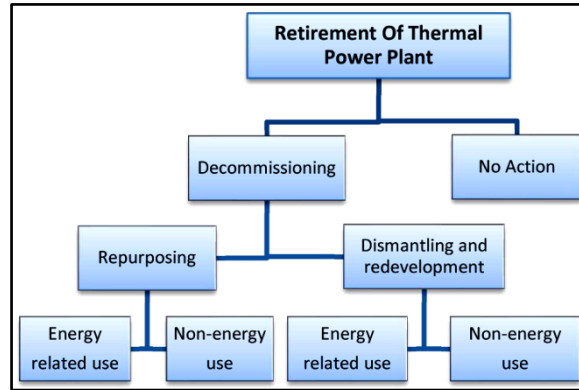 Retirement Of Thermal
Power Plant
Decommissioning
No Action
Repurposing
Dismantling and
redevelopment
Energy
related use
Non-energy
use
Energy
related use
Non-energy
use